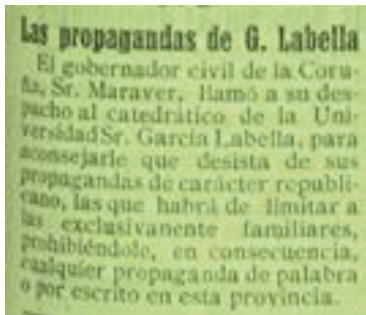 Las propagandas de G. Labella
El gobernador civil de la Coru-
ña, Sr. Maraver, llamó a su des-
pacho al catedrático de la Uni-
versidad Sr. García Labella, para
aconsejarle que desista de sus
propagandas de carácter republi-
cano, las que habrá de limitar a
las exclusivanente familiares,
prohibiéndole, en consecuencia,
cualquier propaganda de palabra
o por escrito en esta provincia.